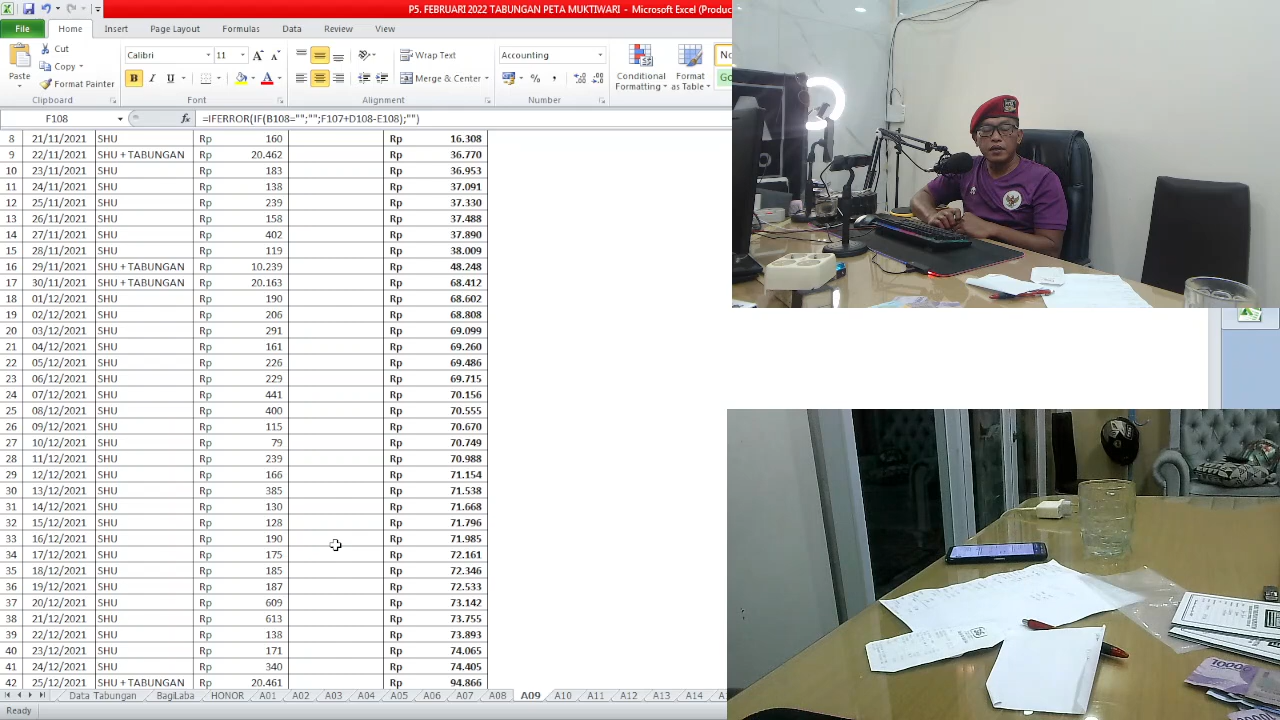 P5. FEBRUARI 2022 TABUNGAN PETA MUKTIWARI - Microsoft Excel (Produc
File Home Insert Page Layout Formulas Data Review View
Paste Cut Copy Format Painter
Calibri 11
B I U A
Wrap Text
Merge & Center
Accounting
%
Conditional Formatting
Format as Table
No
Go
Clipboard Font Alignment Number
F108 fx =IFERROR(IF(B108="";"";F107+D108-E108);"")
8 21/11/2021 SHU Rp 160 Rp 16.308
9 22/11/2021 SHU + TABUNGAN Rp 20.462 Rp 36.770
10 23/11/2021 SHU Rp 183 Rp 36.953
11 24/11/2021 SHU Rp 138 Rp 37.091
12 25/11/2021 SHU Rp 239 Rp 37.330
13 26/11/2021 SHU Rp 158 Rp 37.488
14 27/11/2021 SHU Rp 402 Rp 37.890
15 28/11/2021 SHU Rp 119 Rp 38.009
16 29/11/2021 SHU + TABUNGAN Rp 10.239 Rp 48.248
17 30/11/2021 SHU + TABUNGAN Rp 20.163 Rp 68.412
18 01/12/2021 SHU Rp 190 Rp 68.602
19 02/12/2021 SHU Rp 206 Rp 68.808
20 03/12/2021 SHU Rp 291 Rp 69.099
21 04/12/2021 SHU Rp 161 Rp 69.260
22 05/12/2021 SHU Rp 226 Rp 69.486
23 06/12/2021 SHU Rp 229 Rp 69.715
24 07/12/2021 SHU Rp 441 Rp 70.156
25 08/12/2021 SHU Rp 400 Rp 70.555
26 09/12/2021 SHU Rp 115 Rp 70.670
27 10/12/2021 SHU Rp 79 Rp 70.749
28 11/12/2021 SHU Rp 239 Rp 70.988
29 12/12/2021 SHU Rp 166 Rp 71.154
30 13/12/2021 SHU Rp 385 Rp 71.538
31 14/12/2021 SHU Rp 130 Rp 71.668
32 15/12/2021 SHU Rp 128 Rp 71.796
33 16/12/2021 SHU Rp 190 Rp 71.985
34 17/12/2021 SHU Rp 175 Rp 72.161
35 18/12/2021 SHU Rp 185 Rp 72.346
36 19/12/2021 SHU Rp 187 Rp 72.533
37 20/12/2021 SHU Rp 609 Rp 73.142
38 21/12/2021 SHU Rp 613 Rp 73.755
39 22/12/2021 SHU Rp 138 Rp 73.893
40 23/12/2021 SHU Rp 171 Rp 74.065
41 24/12/2021 SHU Rp 340 Rp 74.405
42 25/12/2021 SHU + TABUNGAN Rp 20.461 Rp 94.866
Data Tabungan BagiLaba HONOR A01 A02 A03 A04 A05 A06 A07 A08 A09 A10 A11 A12 A13 A14
Ready